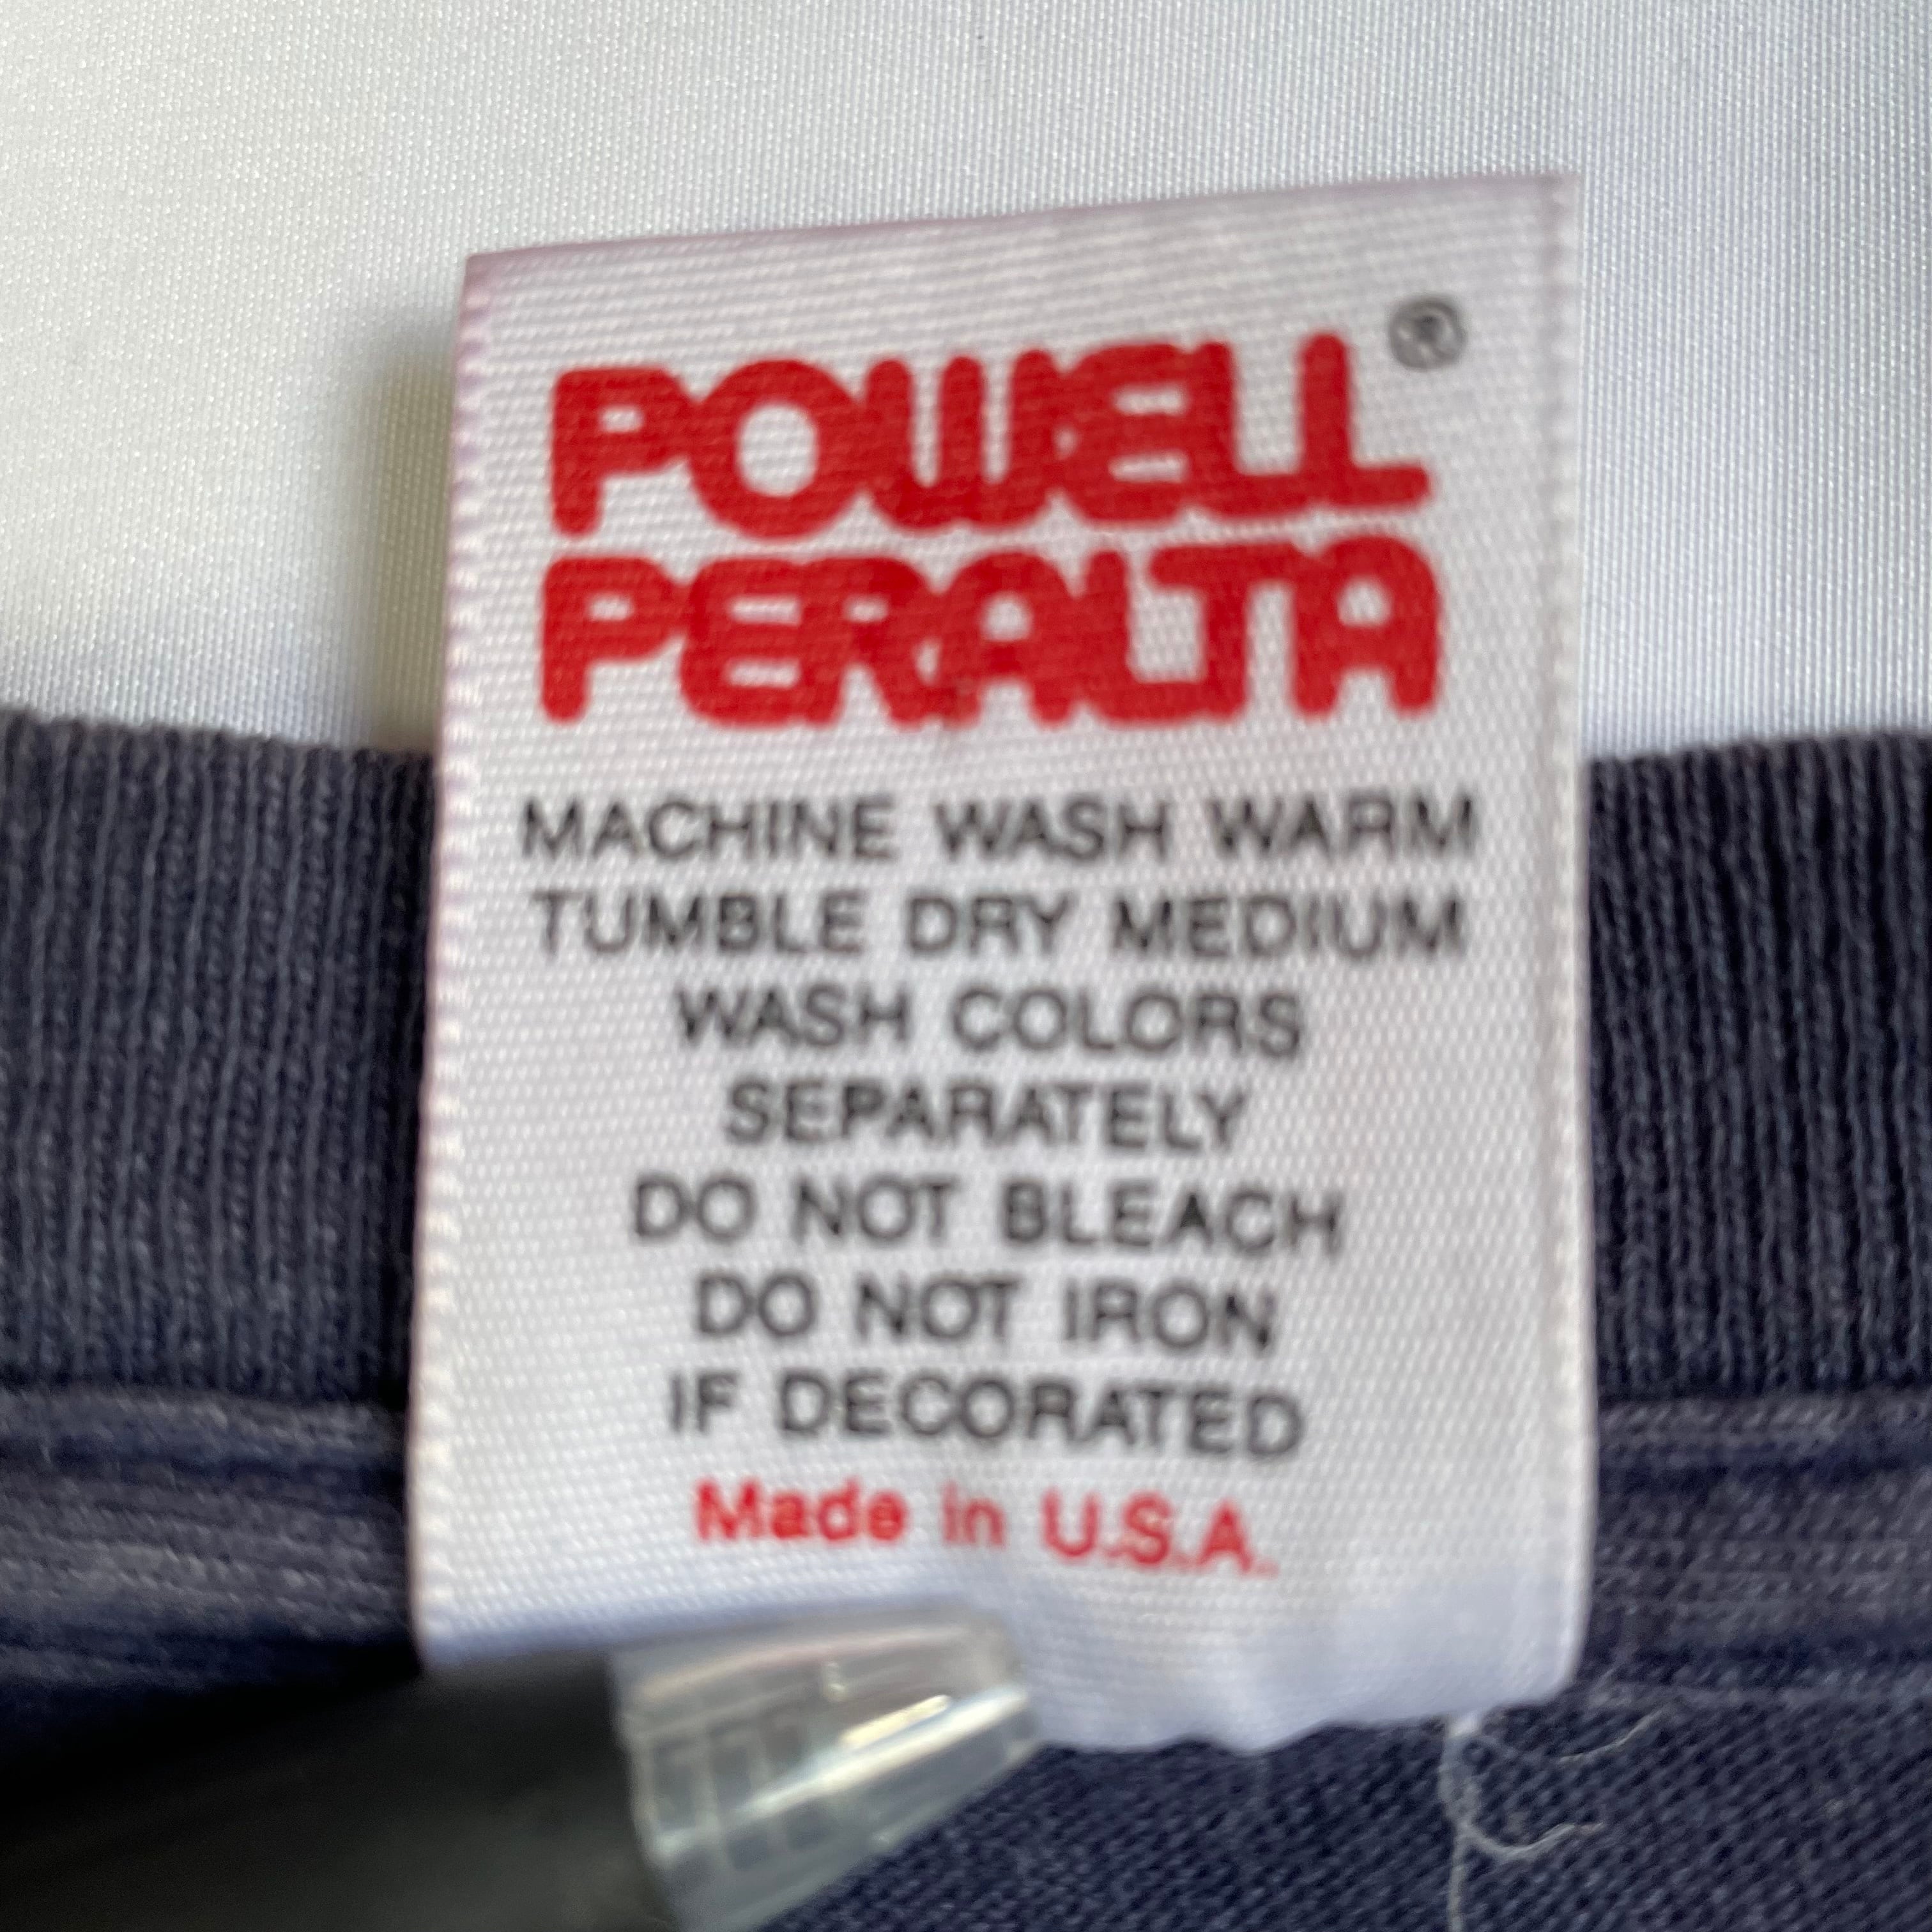 POWELL®
PERALTA
MACHINE WASH WARM
TUMBLE DRY MEDIUM
WASH COLORS
SEPARATELY
DO NOT BLEACH
DO NOT IRON
IF DECORATED
Made in U.S.A.